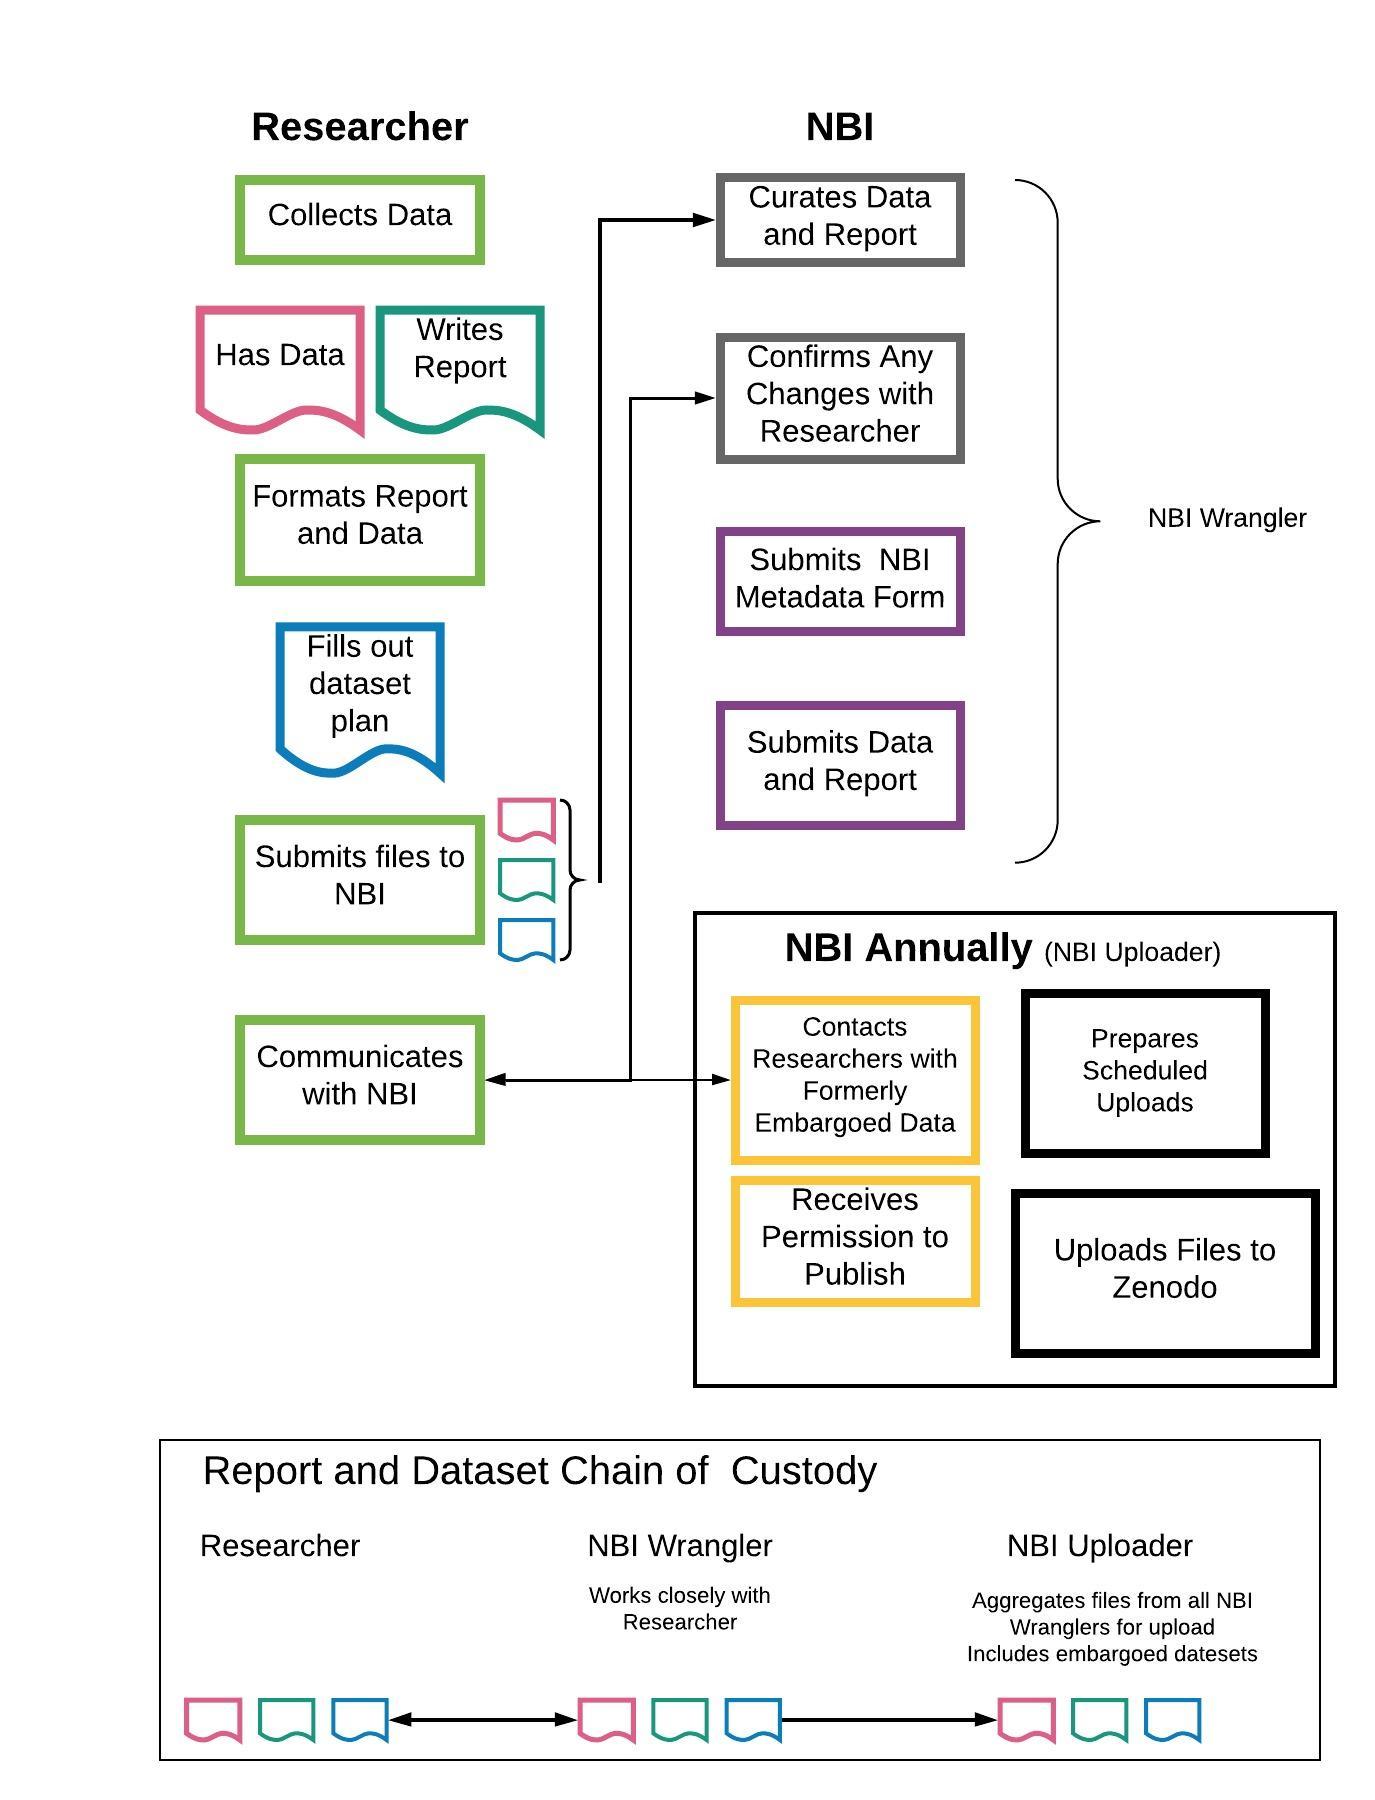 Researcher
Collects Data
Has Data
Writes
Report
Formats Report
and Data
Fills out
dataset
plan
Submits files to
NBI
Communicates
with NBI
NBI
Curates Data
and Report
Confirms Any
Changes with
Researcher
Submits  NBI
Metadata Form
Submits Data
and Report
NBI Wrangler
NBI Annually (NBI Uploader)
Contacts
Researchers with
Formerly
Embargoed Data
Prepares
Scheduled
Uploads
Receives
Permission to
Publish
Uploads Files to
Zenodo
Report and Dataset Chain of  Custody
Researcher
NBI Wrangler
Works closely with
Researcher
NBI Uploader
Aggregates files from all NBI
Wranglers for upload
Includes embargoed datesets